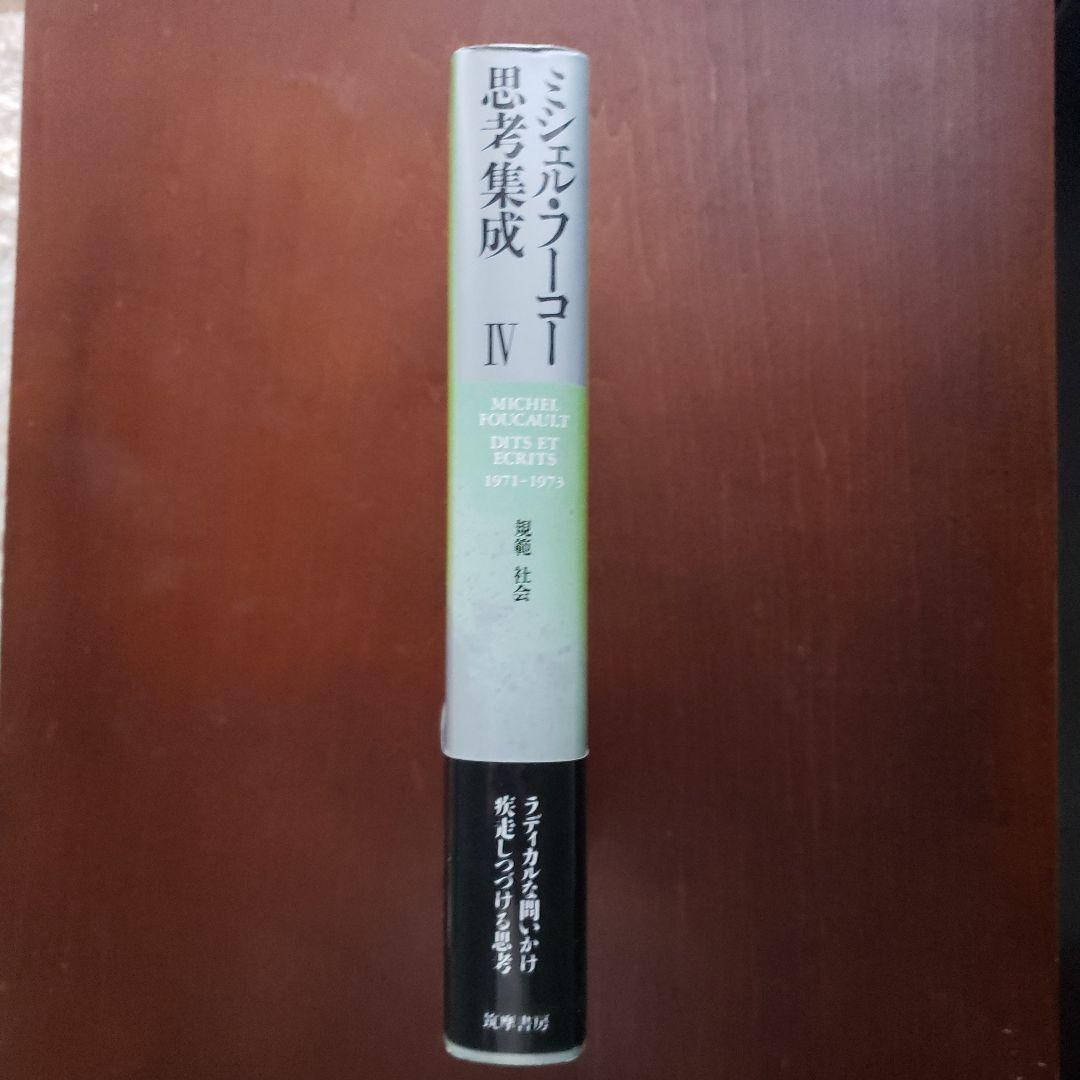 ミシェル・フーコー
思考集成 Ⅳ
MICHEL
FOUCAULT
DITS ET
ECRITS
1971-1973
規範 社会
ラディカルな問いかけ
疾走しつづける思考
筑摩書房